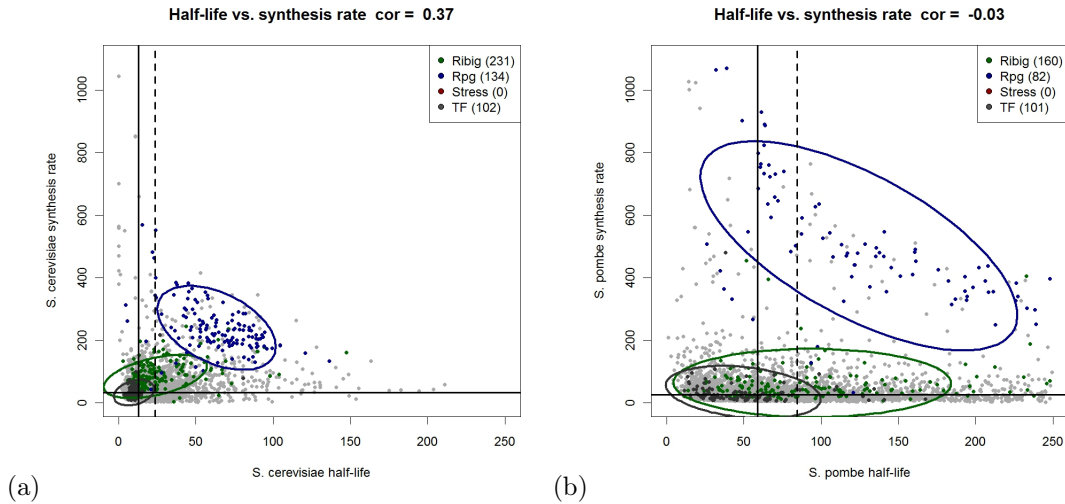 Half-life vs. synthesis rate cor = 0.37
S. cerevisiae synthesis rate
1000
800
600
400
200
0
Ribig (231)
Rpg (134)
Stress (0)
TF (102)
0 50 100 150 200 250
S. cerevisiae half-life
(a)
Half-life vs. synthesis rate cor = -0.03
S. pombe synthesis rate
1000
800
600
400
200
0
Ribig (160)
Rpg (82)
Stress (0)
TF (101)
0 50 100 150 200 250
S. pombe half-life
(b)